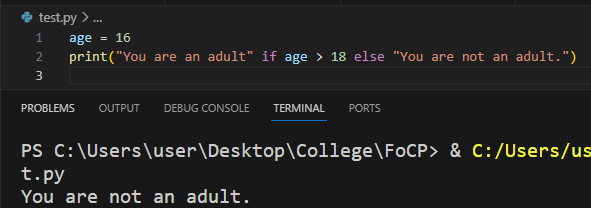 test.py > ...
1 age = 16
2 print("You are an adult" if age > 18 else "You are not an adult.")
3
PROBLEMS OUTPUT DEBUG CONSOLE TERMINAL PORTS
PS C:\Users\user\Desktop\College\FoCP> & C:/Users/us
t.py
You are not an adult.